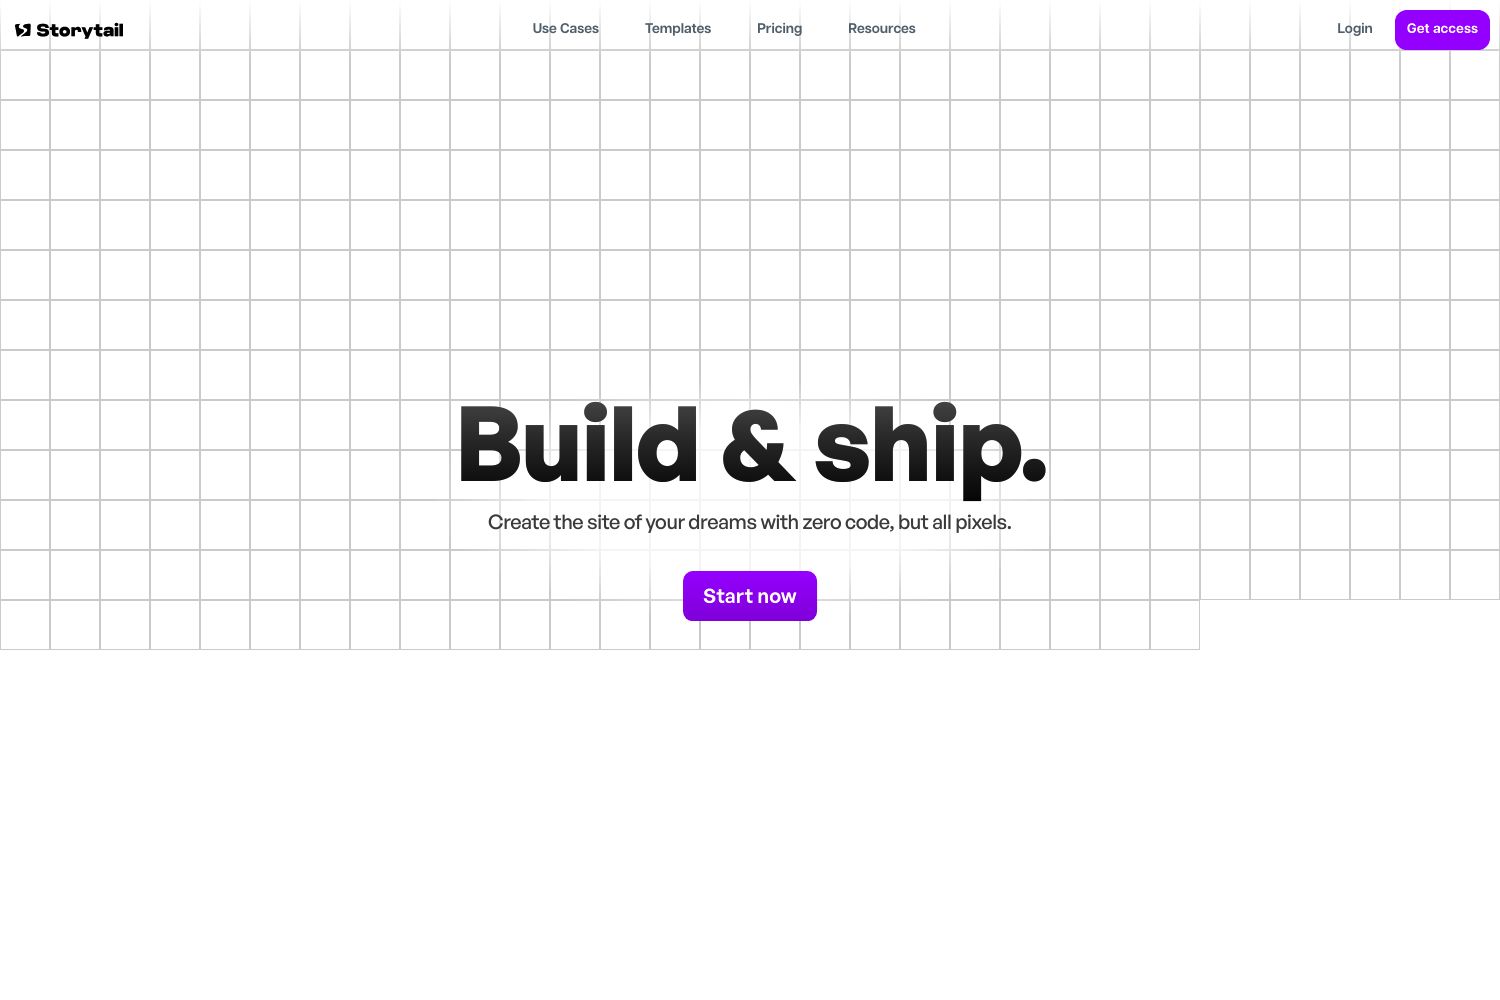 Storytail
Use Cases
Templates
Pricing
Resources
Login
Get access
Build & ship.
Create the site of your dreams with zero code, but all pixels.
Start now